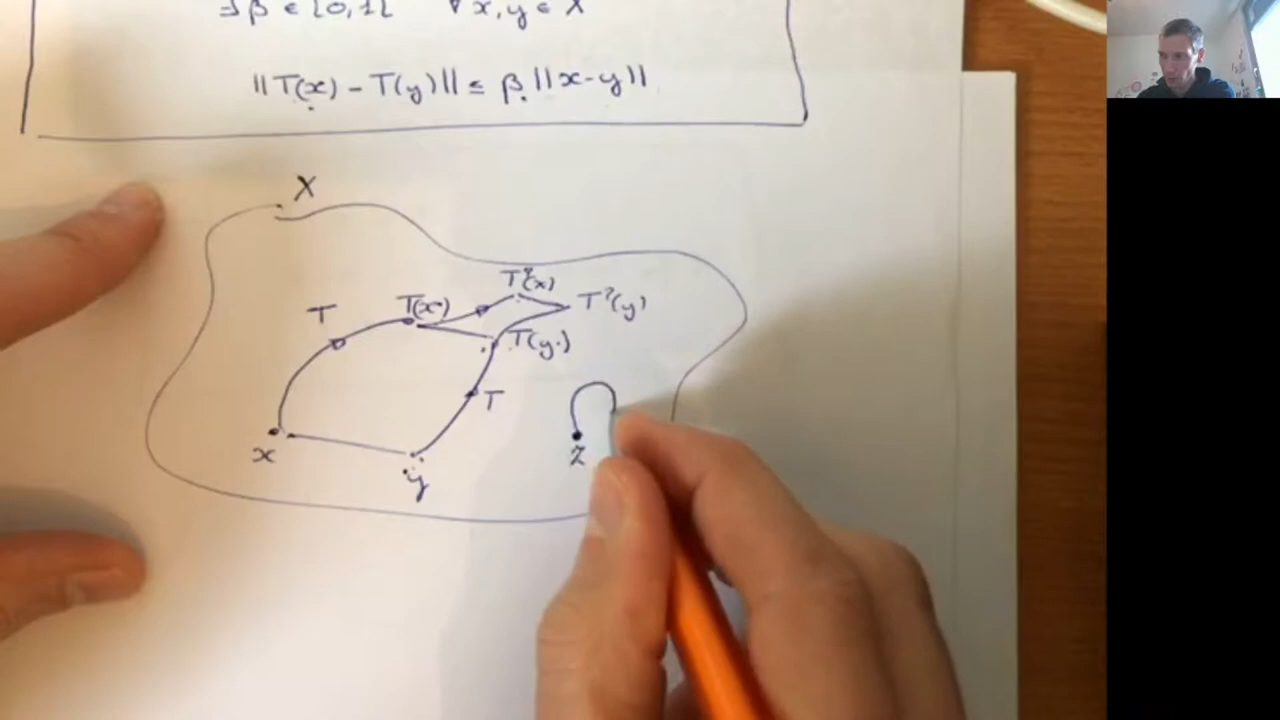 ∃ β ∈ [0,1[ ∀ x,y ∈ X
||T(x) - T(y)|| ≤ β ||x-y||
X
T²(x)
T T(x) T²(y)
T(y)
T
x y z